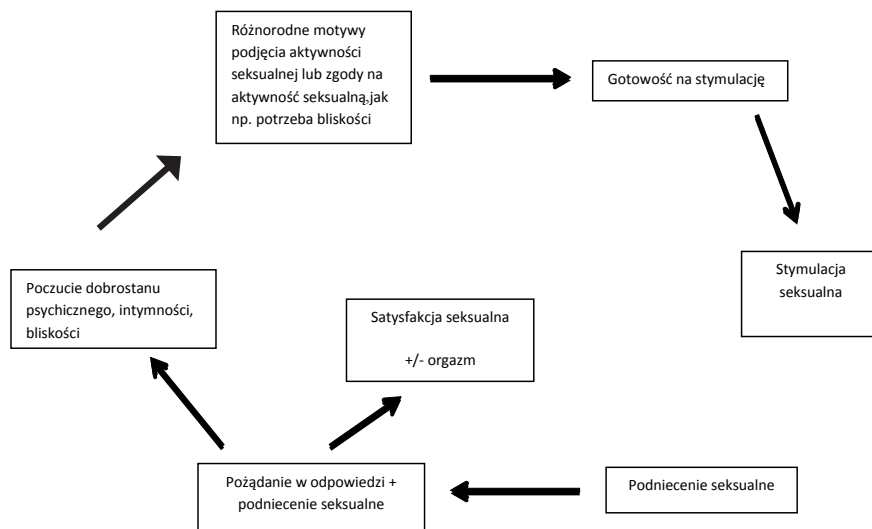 Różnorodne motywy
podjęcia aktywności
seksualnej lub zgody na
aktywność seksualną,jak
np. potrzeba bliskości
Gotowość na stymulację
Stymulacja
seksualna
Podniecenie seksualne
Pożądanie w odpowiedzi +
podniecenie seksualne
Satysfakcja seksualna
+/- orgazm
Poczucie dobrostanu
psychicznego, intymności,
bliskości